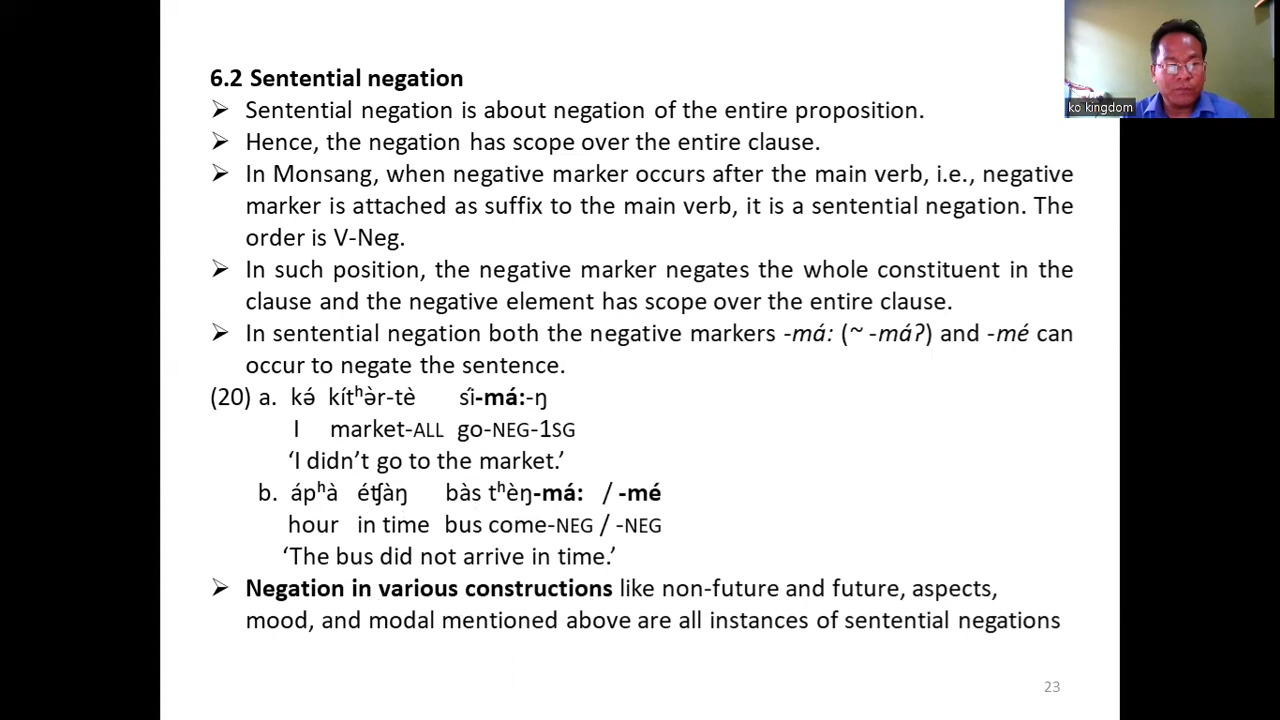 6.2 Sentential negation
➢ Sentential negation is about negation of the entire proposition.
➢ Hence, the negation has scope over the entire clause.
➢ In Monsang, when negative marker occurs after the main verb, i.e., negative
marker is attached as suffix to the main verb, it is a sentential negation. The
order is V-Neg.
➢ In such position, the negative marker negates the whole constituent in the
clause and the negative element has scope over the entire clause.
➢ In sentential negation both the negative markers -má: (~ -máʔ) and -mé can
occur to negate the sentence.
(20) a. kə́ kítʰə̀r-tè sí-má:-ŋ
I market-ALL go-NEG-1SG
‘I didn’t go to the market.’
b. ápʰà étʃàŋ bàs tʰèŋ-má: / -mé
hour in time bus come-NEG / -NEG
‘The bus did not arrive in time.’
➢ Negation in various constructions like non-future and future, aspects,
mood, and modal mentioned above are all instances of sentential negations
23
ko kingdom